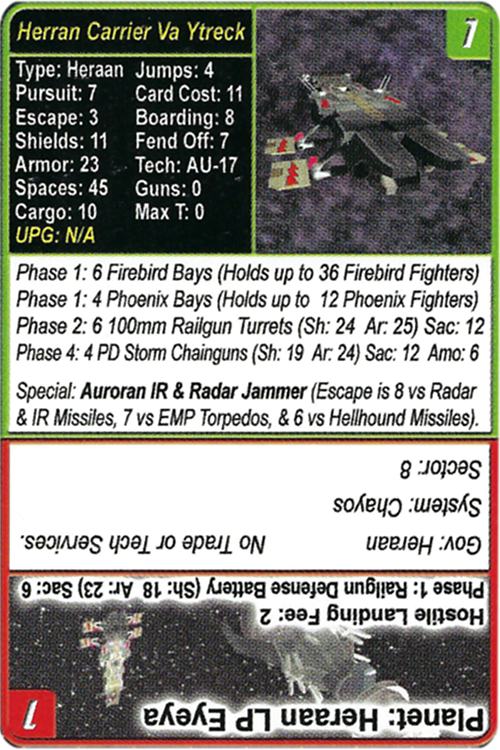 Herran Carrier Va Ytreck
1
Type: Heraan Jumps: 4
Pursuit: 7 Card Cost: 11
Escape: 3 Boarding: 8
Shields: 11 Fend Off: 7
Armor: 23 Tech: AU-17
Spaces: 45 Guns: 0
Cargo: 10 Max T: 0
UPG: N/A
Phase 1: 6 Firebird Bays (Holds up to 36 Firebird Fighters)
Phase 1: 4 Phoenix Bays (Holds up to 12 Phoenix Fighters)
Phase 2: 6 100mm Railgun Turrets (Sh: 24 Ar: 25) Sac: 12
Phase 4: 4 PD Storm Chainguns (Sh: 19 Ar: 24) Sac: 12 Amo: 6
Special: Auroran IR & Radar Jammer (Escape is 8 vs Radar
& IR Missiles, 7 vs EMP Torpedos, & 6 vs Hellhound Missiles).
Planet: Heraan LP Eyeya
1
Hostile Landing Fee: 2
Phase 1: Railgun Defense Battery (Sh: 18 Ar: 23) Sac: 6
Gov: Heraan No Trade or Tech Services.
System: Chayos
Sector: 8